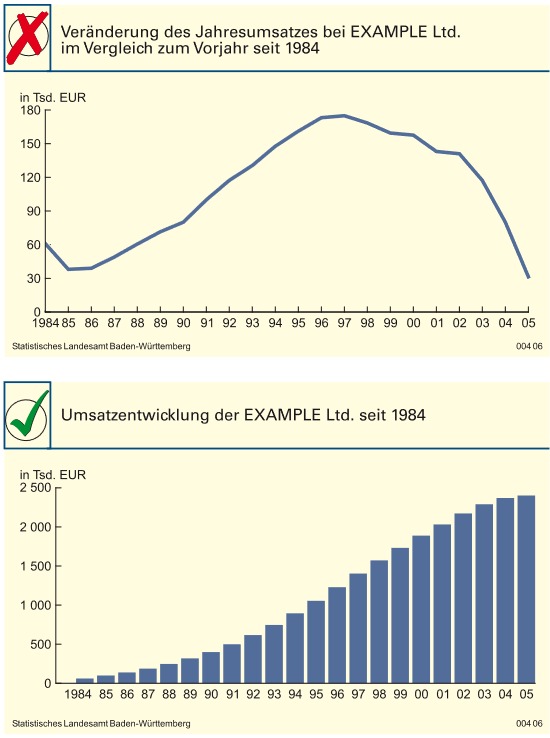 Veränderung des Jahresumsatzes bei EXAMPLE Ltd.
im Vergleich zum Vorjahr seit 1984
in Tsd. EUR
180
150
120
90
60
30
0
1984 85 86 87 88 89 90 91 92 93 94 95 96 97 98 99 00 01 02 03 04 05
Statistisches Landesamt Baden-Württemberg 004 06
Umsatzentwicklung der EXAMPLE Ltd. seit 1984
in Tsd. EUR
2 500
2 000
1 500
1 000
500
0
1984 85 86 87 88 89 90 91 92 93 94 95 96 97 98 99 00 01 02 03 04 05
Statistisches Landesamt Baden-Württemberg 004 06